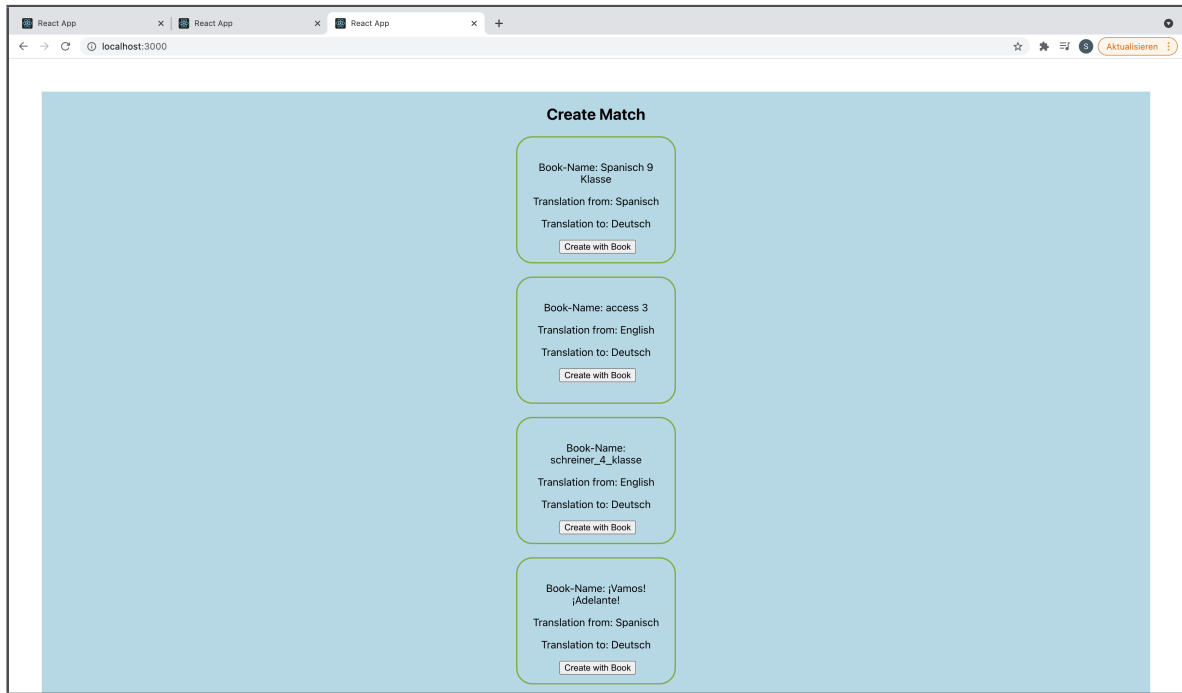 React App
React App
React App
localhost:3000
S
Aktualisieren
Create Match
Book-Name: Spanisch 9
Klasse
Translation from: Spanisch
Translation to: Deutsch
Create with Book
Book-Name: access 3
Translation from: English
Translation to: Deutsch
Create with Book
Book-Name:
schreiner_4_klasse
Translation from: English
Translation to: Deutsch
Create with Book
Book-Name: ¡Vamos!
¡Adelante!
Translation from: Spanisch
Translation to: Deutsch
Create with Book